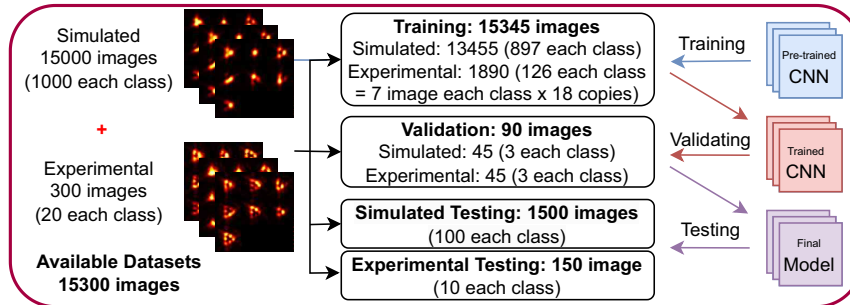 Simulated
15000 images
(1000 each class)
+
Experimental
300 images
(20 each class)
Available Datasets
15300 images
Training: 15345 images
Simulated: 13455 (897 each class)
Experimental: 1890 (126 each class
= 7 image each class x 18 copies)
Validation: 90 images
Simulated: 45 (3 each class)
Experimental: 45 (3 each class)
Simulated Testing: 1500 images
(100 each class)
Experimental Testing: 150 image
(10 each class)
Training
Validating
Testing
Pre-trained
CNN
Trained
CNN
Final
Model